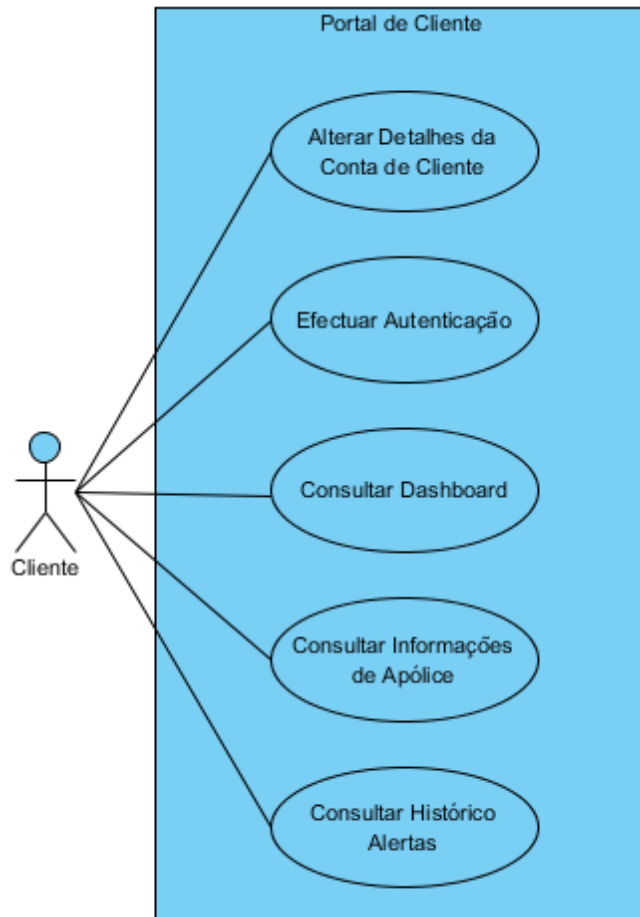 Portal de Cliente
Alterar Detalhes da
Conta de Cliente
Efectuar Autenticação
Consultar Dashboard
Cliente
Consultar Informações
de Apólice
Consultar Histórico
Alertas